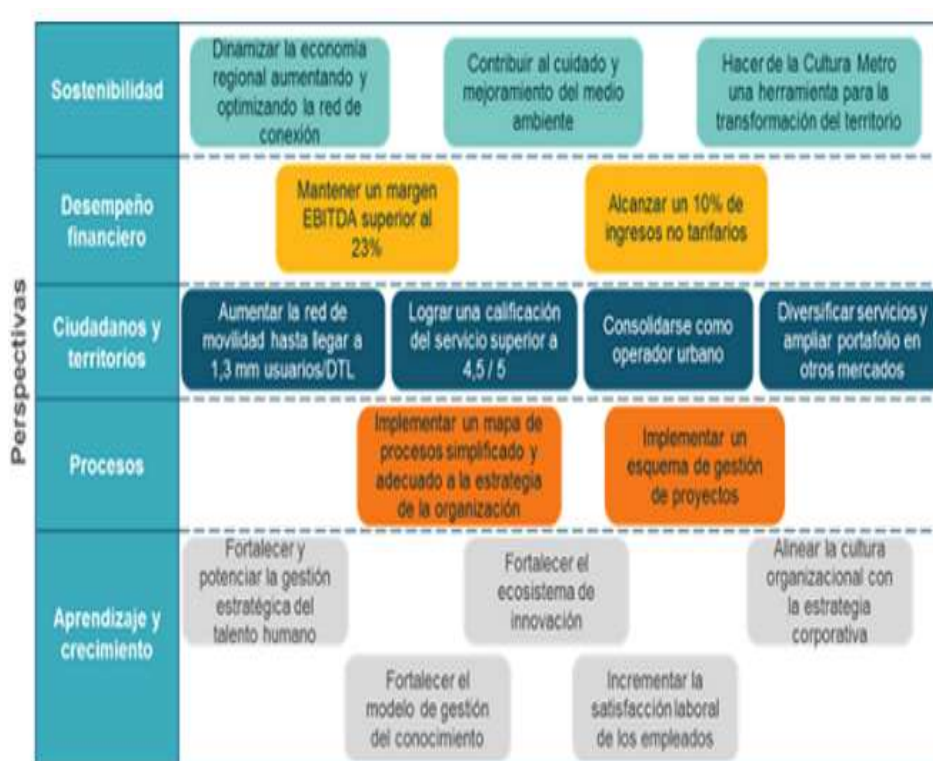 Perspectivas
Sostenibilidad
Dinamizar la economía
regional aumentando y
optimizando la red de
conexión
Contribuir al cuidado y
mejoramiento del medio
ambiente
Hacer de la Cultura Metro
una herramienta para la
transformación del territorio
Desempeño
financiero
Mantener un margen
EBITDA superior al
23%
Alcanzar un 10% de
ingresos no tarifarios
Ciudadanos y
territorios
Aumentar la red de
movilidad hasta llegar a
1,3 mm usuarios/DTL
Lograr una calificación
del servicio superior a
4,5 / 5
Consolidarse como
operador urbano
Diversificar servicios y
ampliar portafolio en
otros mercados
Procesos
Implementar un mapa de
procesos simplificado y
adecuado a la estrategia
de la organización
Implementar un
esquema de gestión
de proyectos
Aprendizaje y
crecimiento
Fortalecer y
potenciar la gestión
estratégica del
talento humano
Fortalecer el
ecosistema de
innovación
Alinear la cultura
organizacional con
la estrategia
corporativa
Fortalecer el
modelo de gestión
del conocimiento
Incrementar la
satisfacción laboral
de los empleados